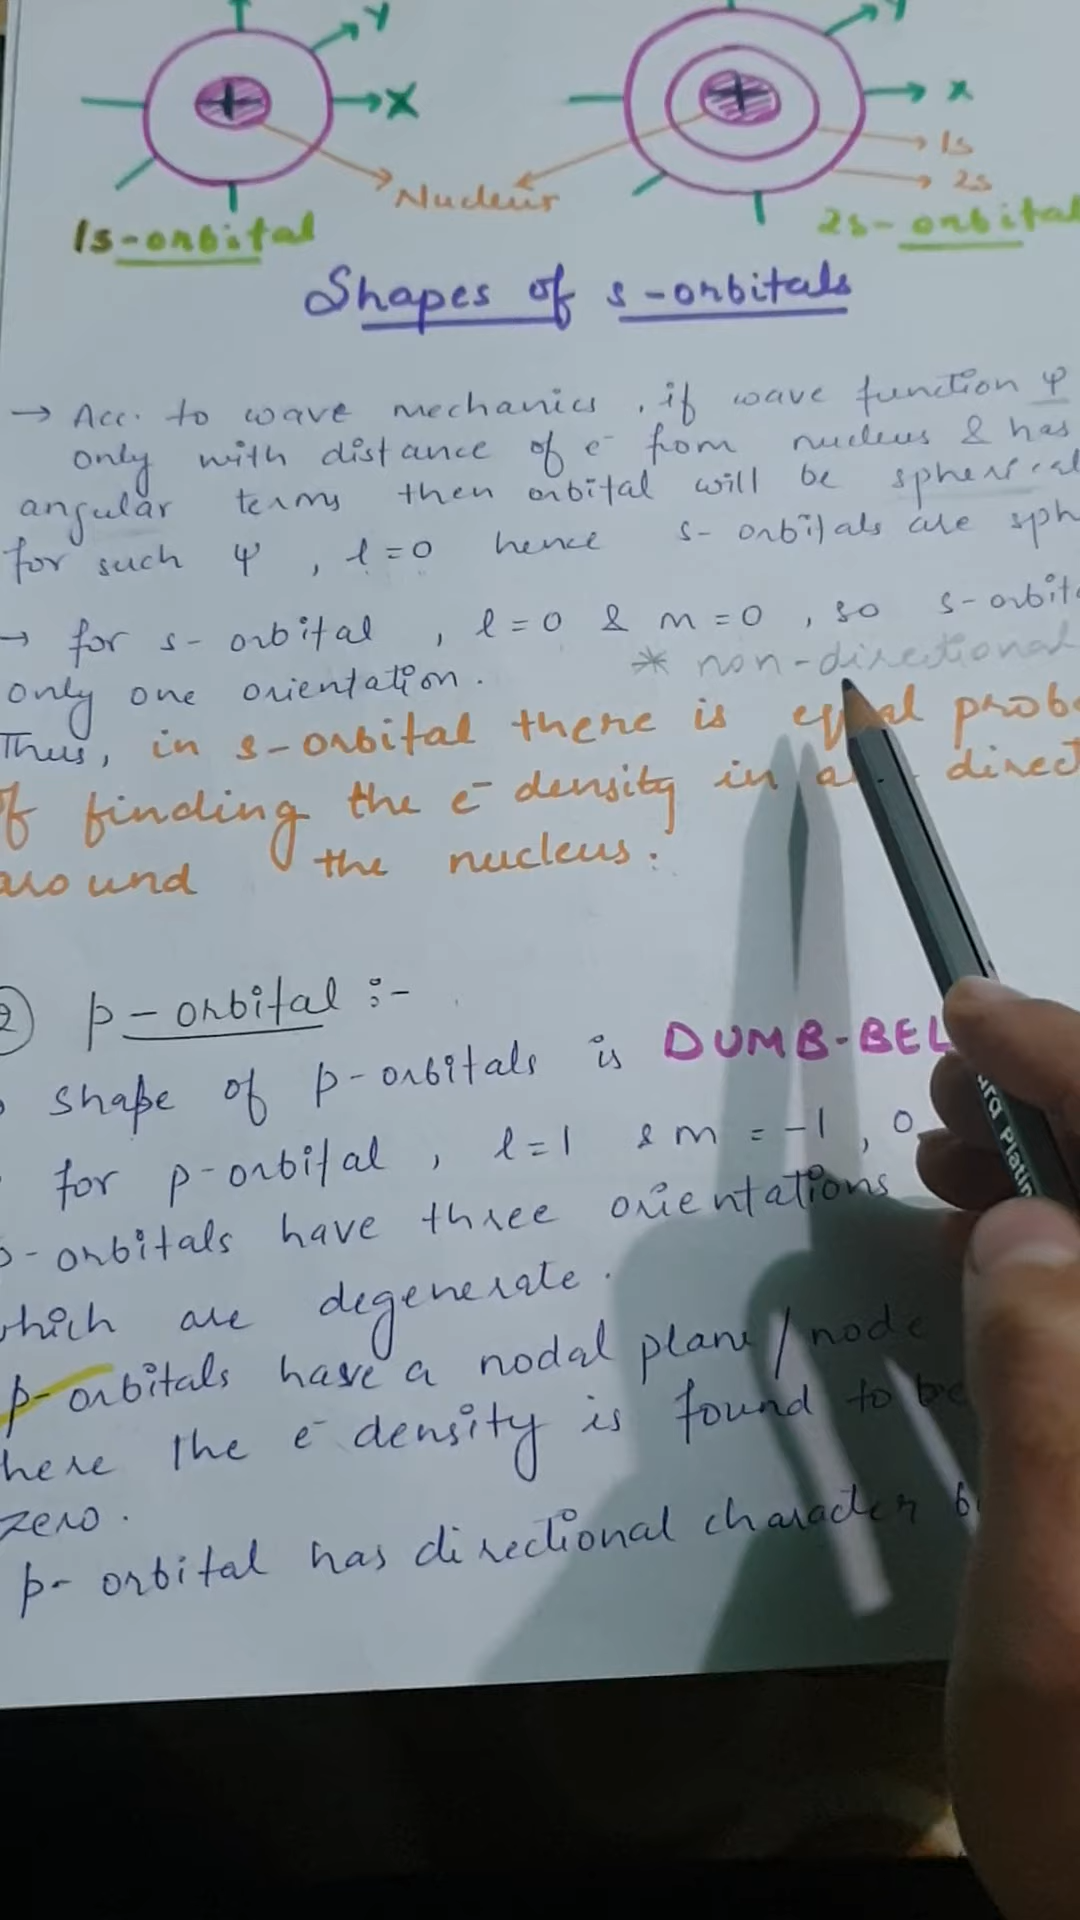 Y Y
X x
1s
Nucleus 2s
1s-orbital 2s-orbital
Shapes of s-orbitals
→ Acc. to wave mechanics, if wave function ψ
only with distance of e⁻ from nucleus & has
angular terms then orbital will be spherical
for such ψ, l=0 hence s-orbitals are sph
→ for s-orbital, l=0 & m=0, so s-orbit
only one orientation. * non-directional
Thus, in s-orbital there is equal prob
of finding the e⁻ density in direct
around the nucleus.
2 p-orbital :-
shape of p-orbitals is DUMB-BEL
for p-orbital, l=1 & m = -1, 0
p-orbitals have three orientations
which are degenerate.
p-orbitals have a nodal plane/node
here the e⁻ density is found to be
zero.
p-orbital has directional character b
ara Platin